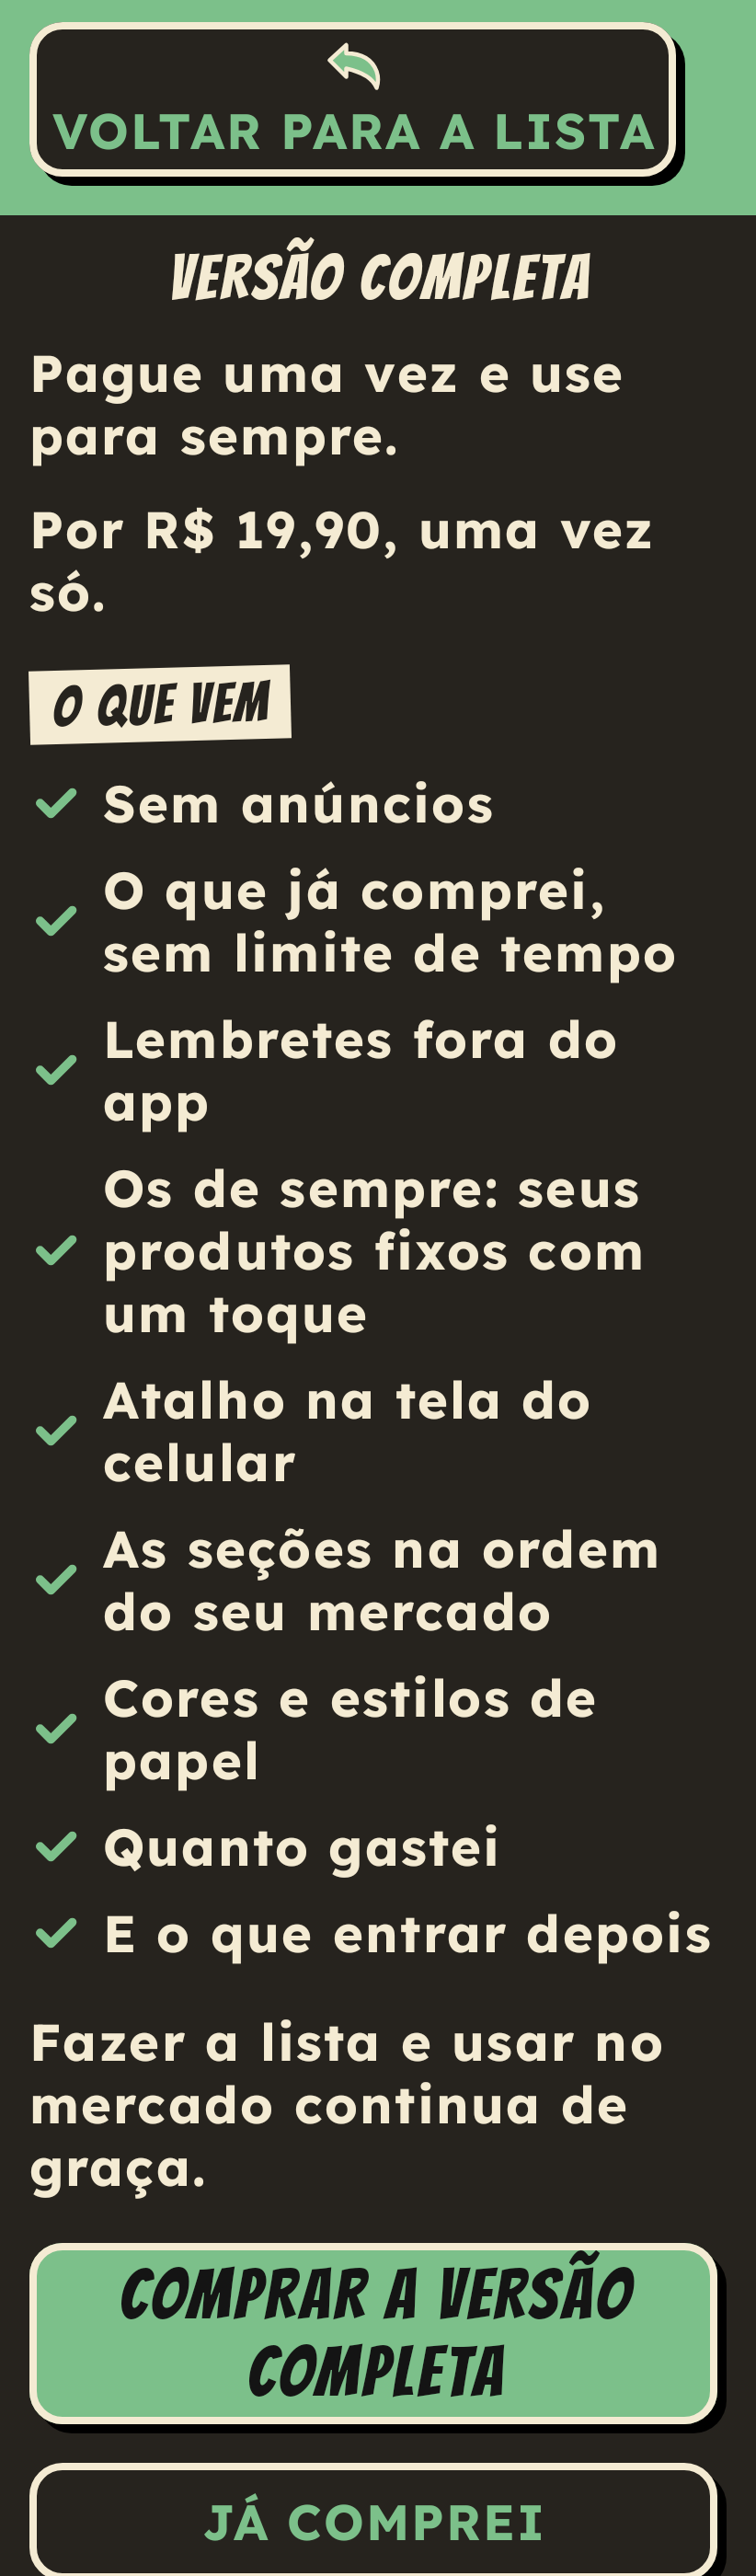 VOLTAR PARA A LISTA
VERSÃO COMPLETA
Pague uma vez e use
para sempre.
Por R$ 19,90, uma vez
só.
O QUE VEM
Sem anúncios
O que já comprei,
sem limite de tempo
Lembretes fora do
app
Os de sempre: seus
produtos fixos com
um toque
Atalho na tela do
celular
As seções na ordem
do seu mercado
Cores e estilos de
papel
Quanto gastei
E o que entrar depois
Fazer a lista e usar no
mercado continua de
graça.
COMPRAR A VERSÃO
COMPLETA
JÁ COMPREI